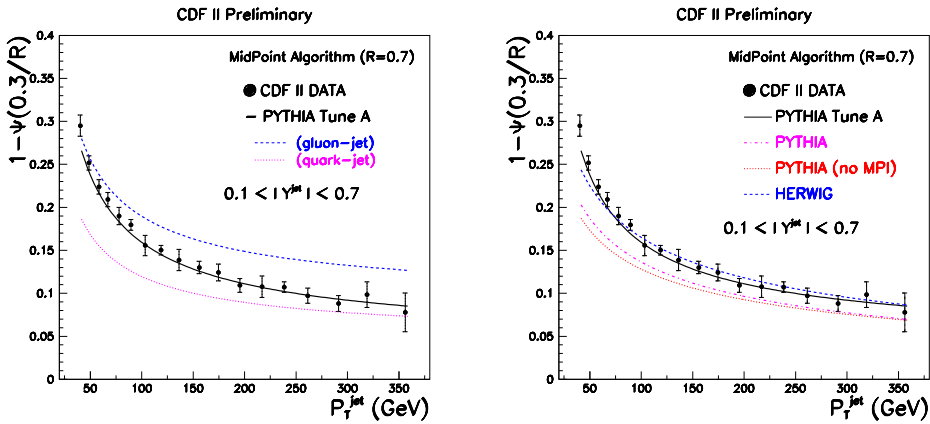 CDF II Preliminary
1-ψ(0.3/R)
MidPoint Algorithm (R=0.7)
CDF II DATA
PYTHIA Tune A
(gluon-jet)
(quark-jet)
0.1 < |Y^jet| < 0.7
0.4
0.35
0.3
0.25
0.2
0.15
0.1
0.05
0
50 100 150 200 250 300 350
P_T^jet (GeV)
CDF II Preliminary
1-ψ(0.3/R)
MidPoint Algorithm (R=0.7)
CDF II DATA
PYTHIA Tune A
PYTHIA
PYTHIA (no MPI)
HERWIG
0.1 < |Y^jet| < 0.7
0.4
0.35
0.3
0.25
0.2
0.15
0.1
0.05
0
50 100 150 200 250 300 350
P_T^jet (GeV)